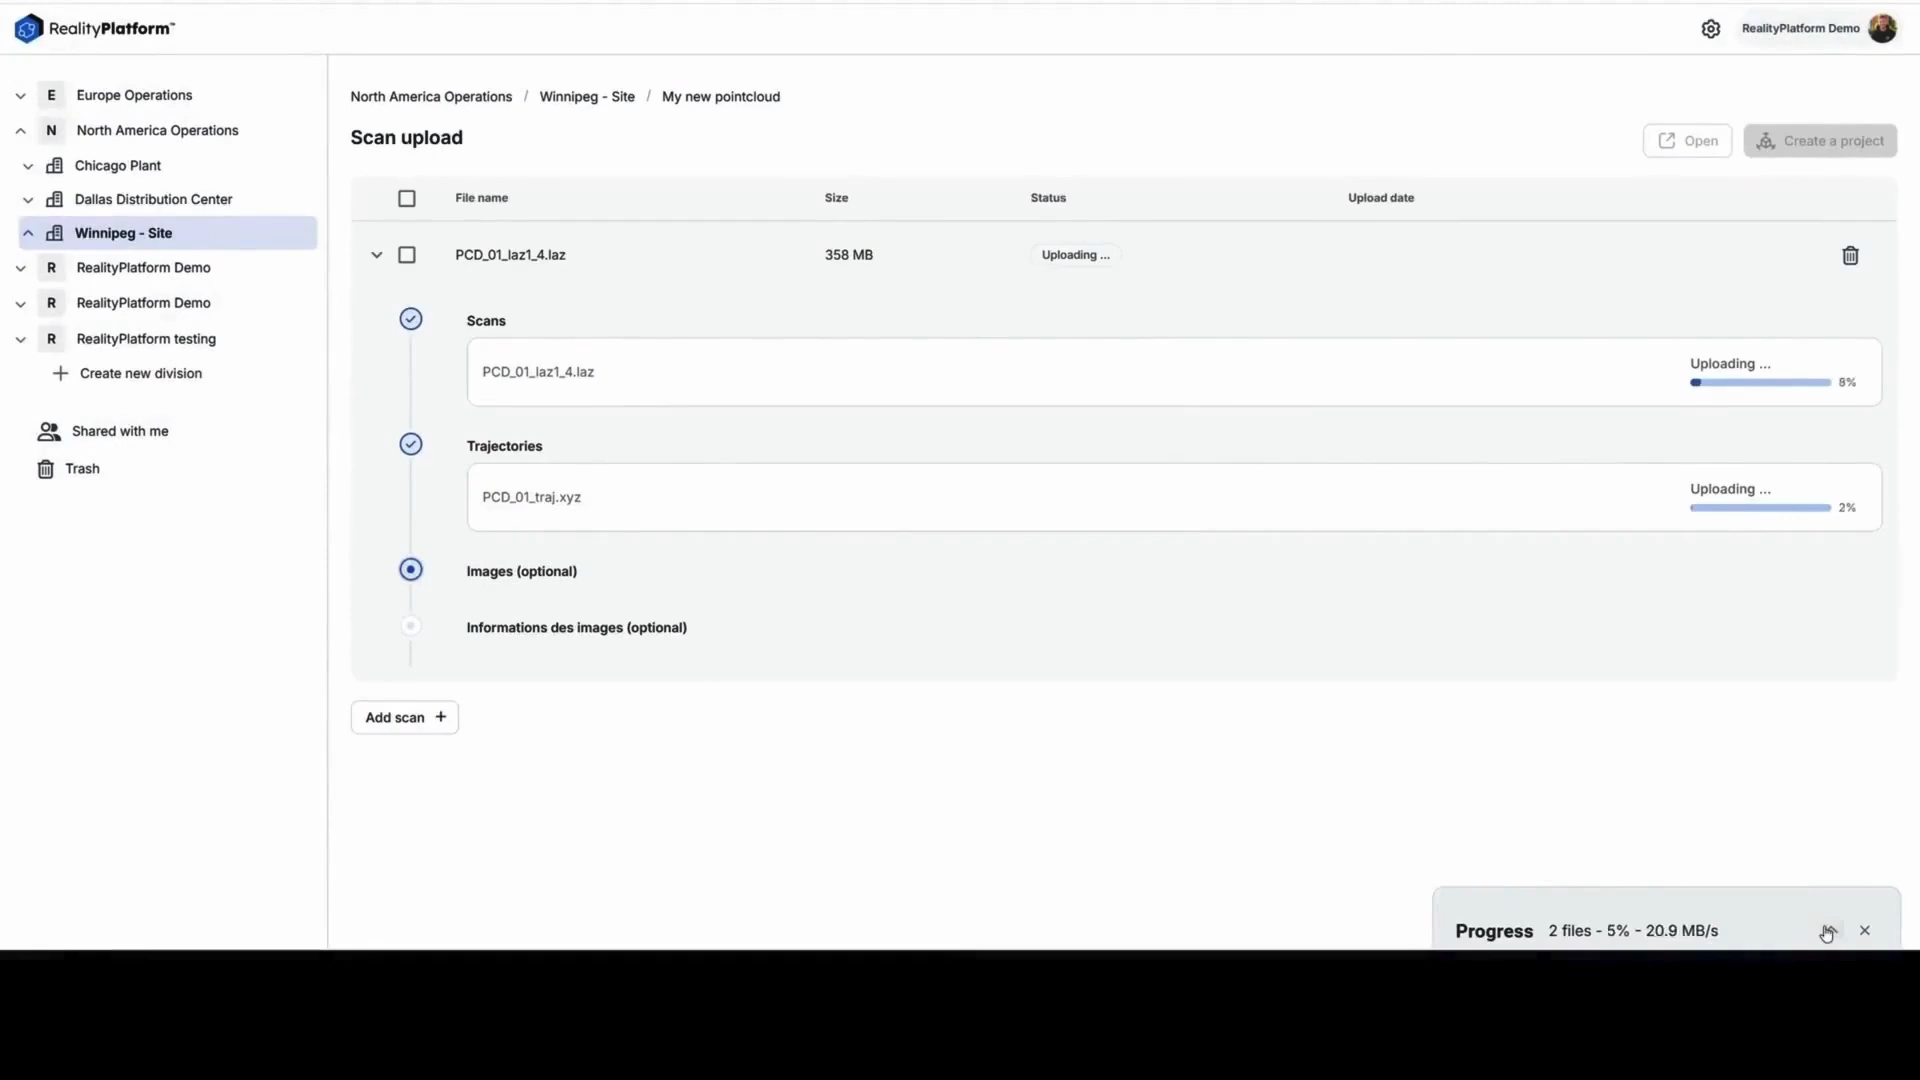 RealityPlatform™
RealityPlatform Demo
E Europe Operations
N North America Operations
Chicago Plant
Dallas Distribution Center
Winnipeg - Site
R RealityPlatform Demo
R RealityPlatform Demo
R RealityPlatform testing
Create new division
Shared with me
Trash
North America Operations / Winnipeg - Site / My new pointcloud
Scan upload
Open
Create a project
File name Size Status Upload date
PCD_01_laz1_4.laz 358 MB Uploading ...
Scans
PCD_01_laz1_4.laz
Uploading ...
8%
Trajectories
PCD_01_traj.xyz
Uploading ...
2%
Images (optional)
Informations des images (optional)
Add scan +
Progress 2 files - 5% - 20.9 MB/s